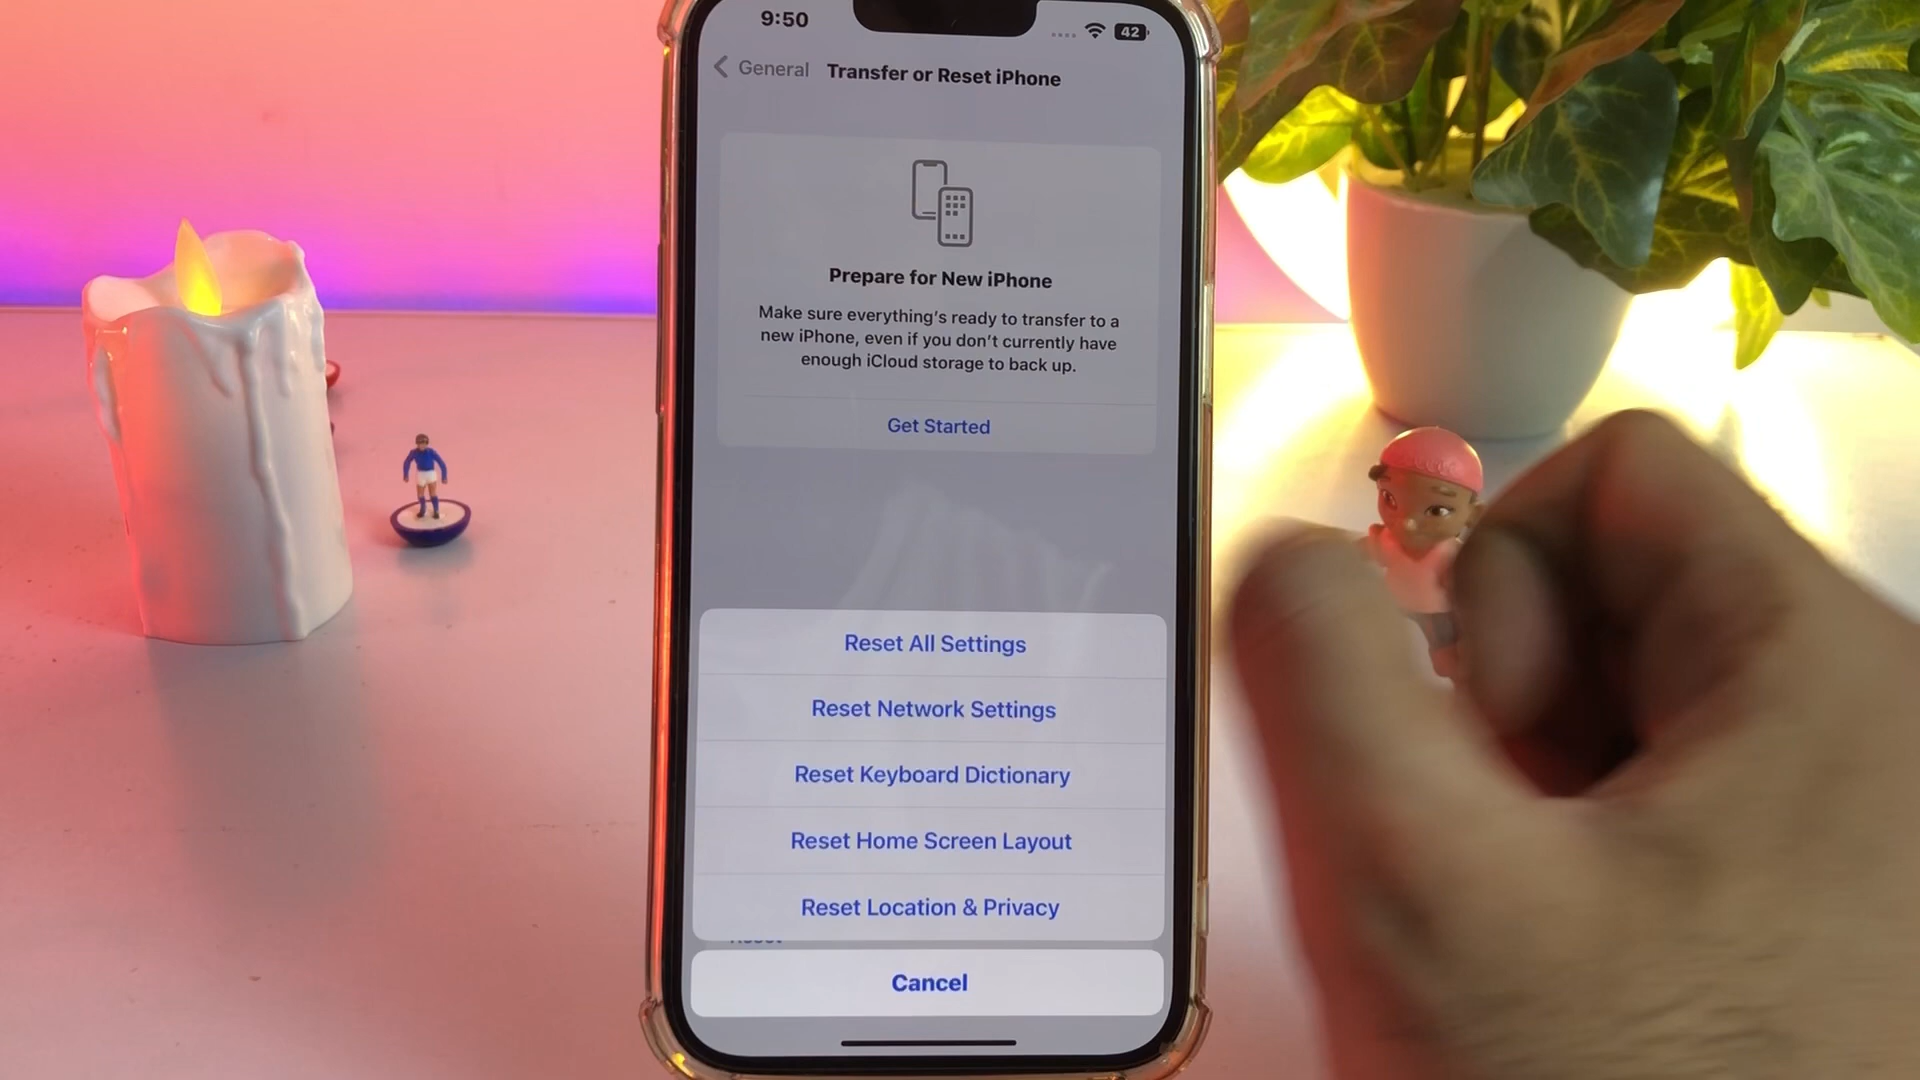 9:50
42
General
Transfer or Reset iPhone
Prepare for New iPhone
Make sure everything's ready to transfer to a
new iPhone, even if you don't currently have
enough iCloud storage to back up.
Get Started
Reset All Settings
Reset Network Settings
Reset Keyboard Dictionary
Reset Home Screen Layout
Reset Location & Privacy
Cancel